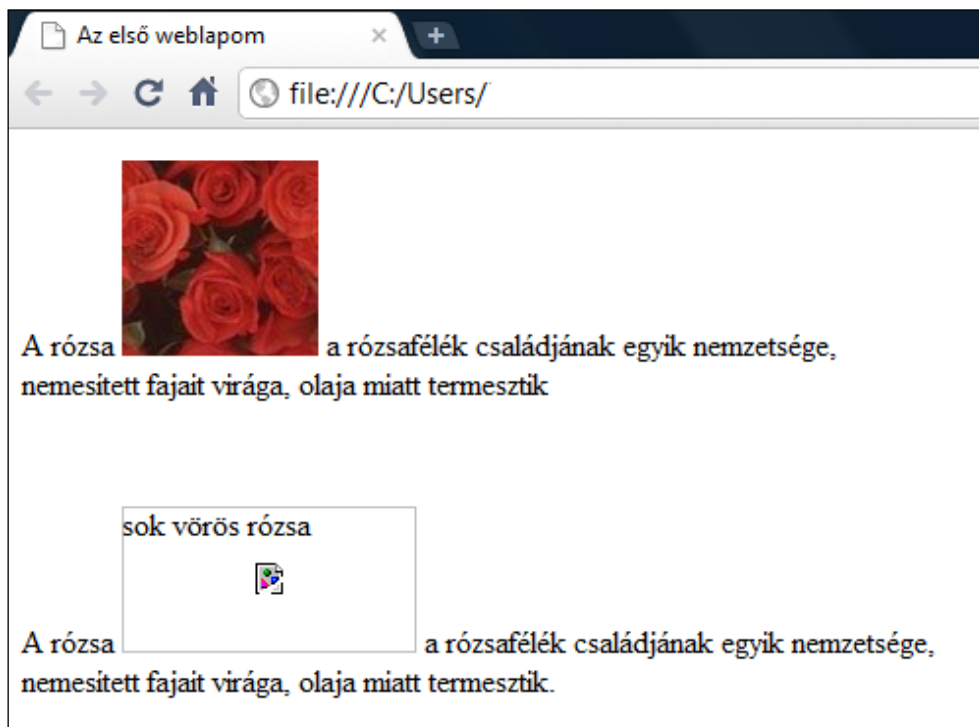 Az első weblapom
file:///C:/Users/
A rózsa a rózsafélék családjának egyik nemzetsége,
nemesített fajait virága, olaja miatt termesztik
sok vörös rózsa
A rózsa a rózsafélék családjának egyik nemzetsége,
nemesített fajait virága, olaja miatt termesztik.